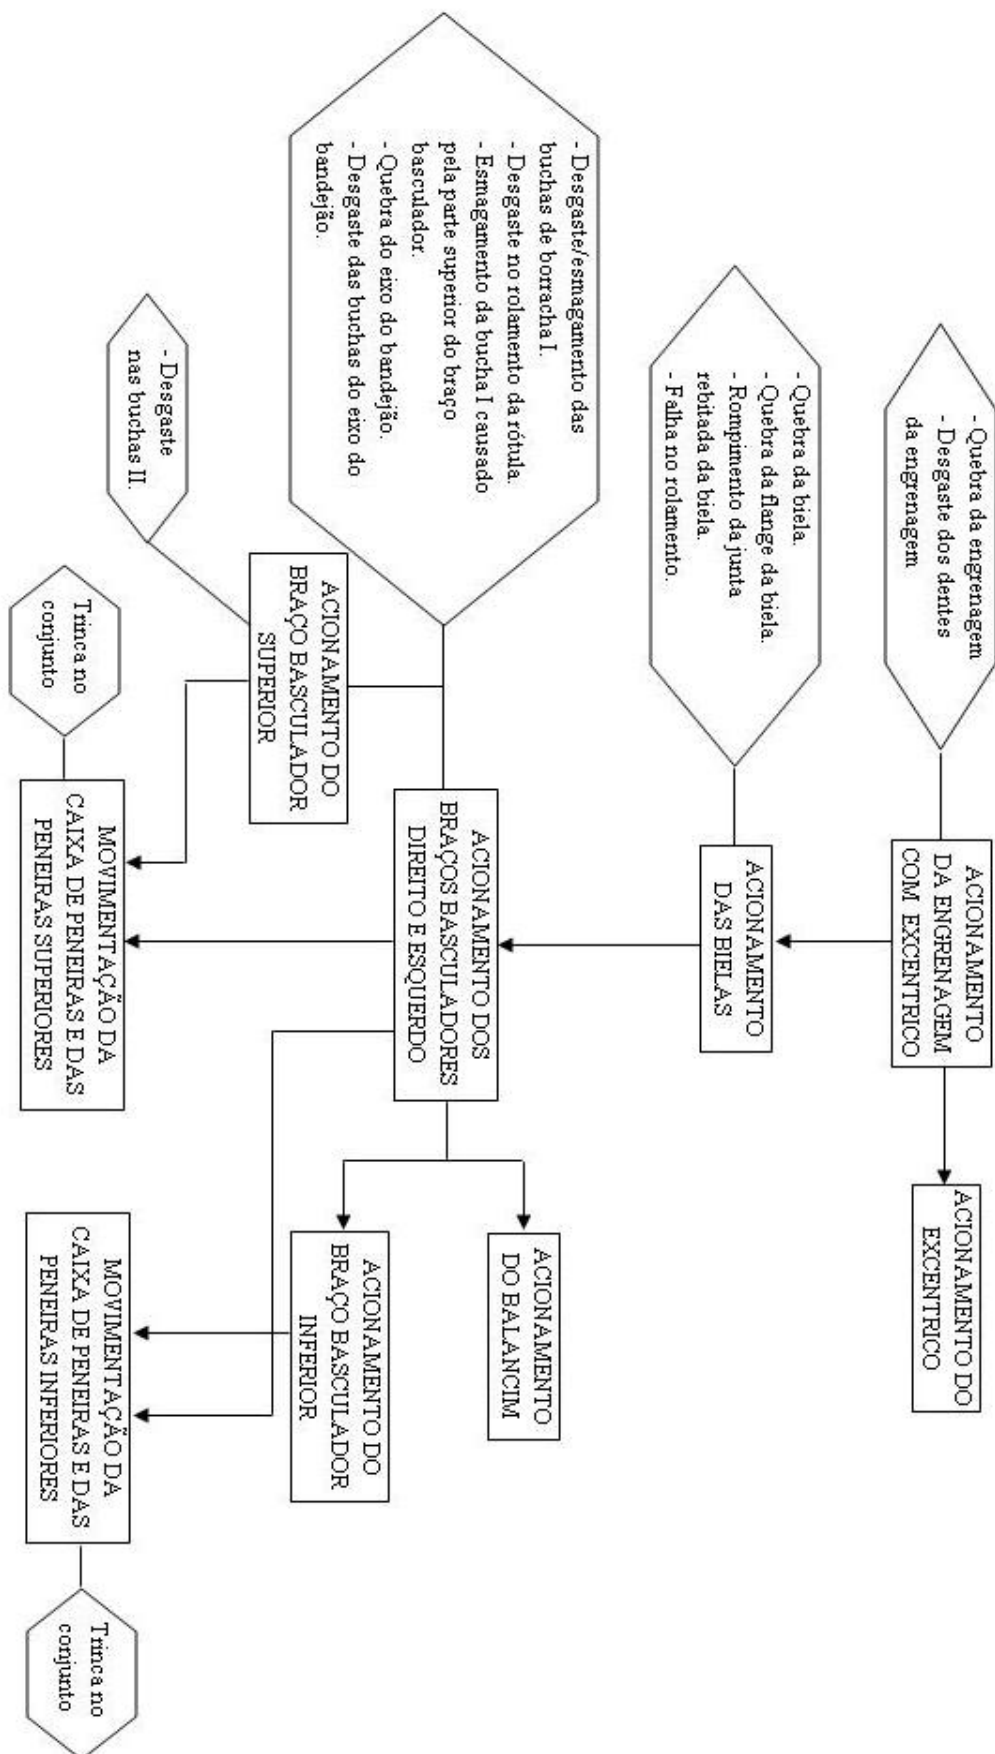 - Quebra da engrenagem
- Desgaste dos dentes
da engrenagem
ACIONAMENTO
DA ENGRENAGEM
COM EXCENTRICO
ACIONAMENTO DO
EXCENTRICO
- Quebra da biela.
- Quebra da flange da biela.
- Rompimento da junta
rebitada da biela.
- Falha no rolamento.
ACIONAMENTO
DAS BIELAS
- Desgaste/esmagamento das
buchas de borracha I.
- Desgaste no rolamento da rótula.
- Esmagamento da bucha I causado
pela parte superior do braço
basculador.
- Quebra do eixo do bandejão.
- Desgaste das buchas do eixo do
bandejão.
ACIONAMENTO DOS
BRAÇOS BASCULADORES
DIREITO E ESQUERDO
ACIONAMENTO
DO BALANCIM
- Desgaste
nas buchas II.
ACIONAMENTO DO
BRAÇO BASCULADOR
SUPERIOR
ACIONAMENTO DO
BRAÇO BASCULADOR
INFERIOR
Trinca no
conjunto
MOVIMENTAÇÃO DA
CAIXA DE PENEIRAS E DAS
PENEIRAS SUPERIORES
MOVIMENTAÇÃO DA
CAIXA DE PENEIRAS E DAS
PENEIRAS INFERIORES
Trinca no
conjunto